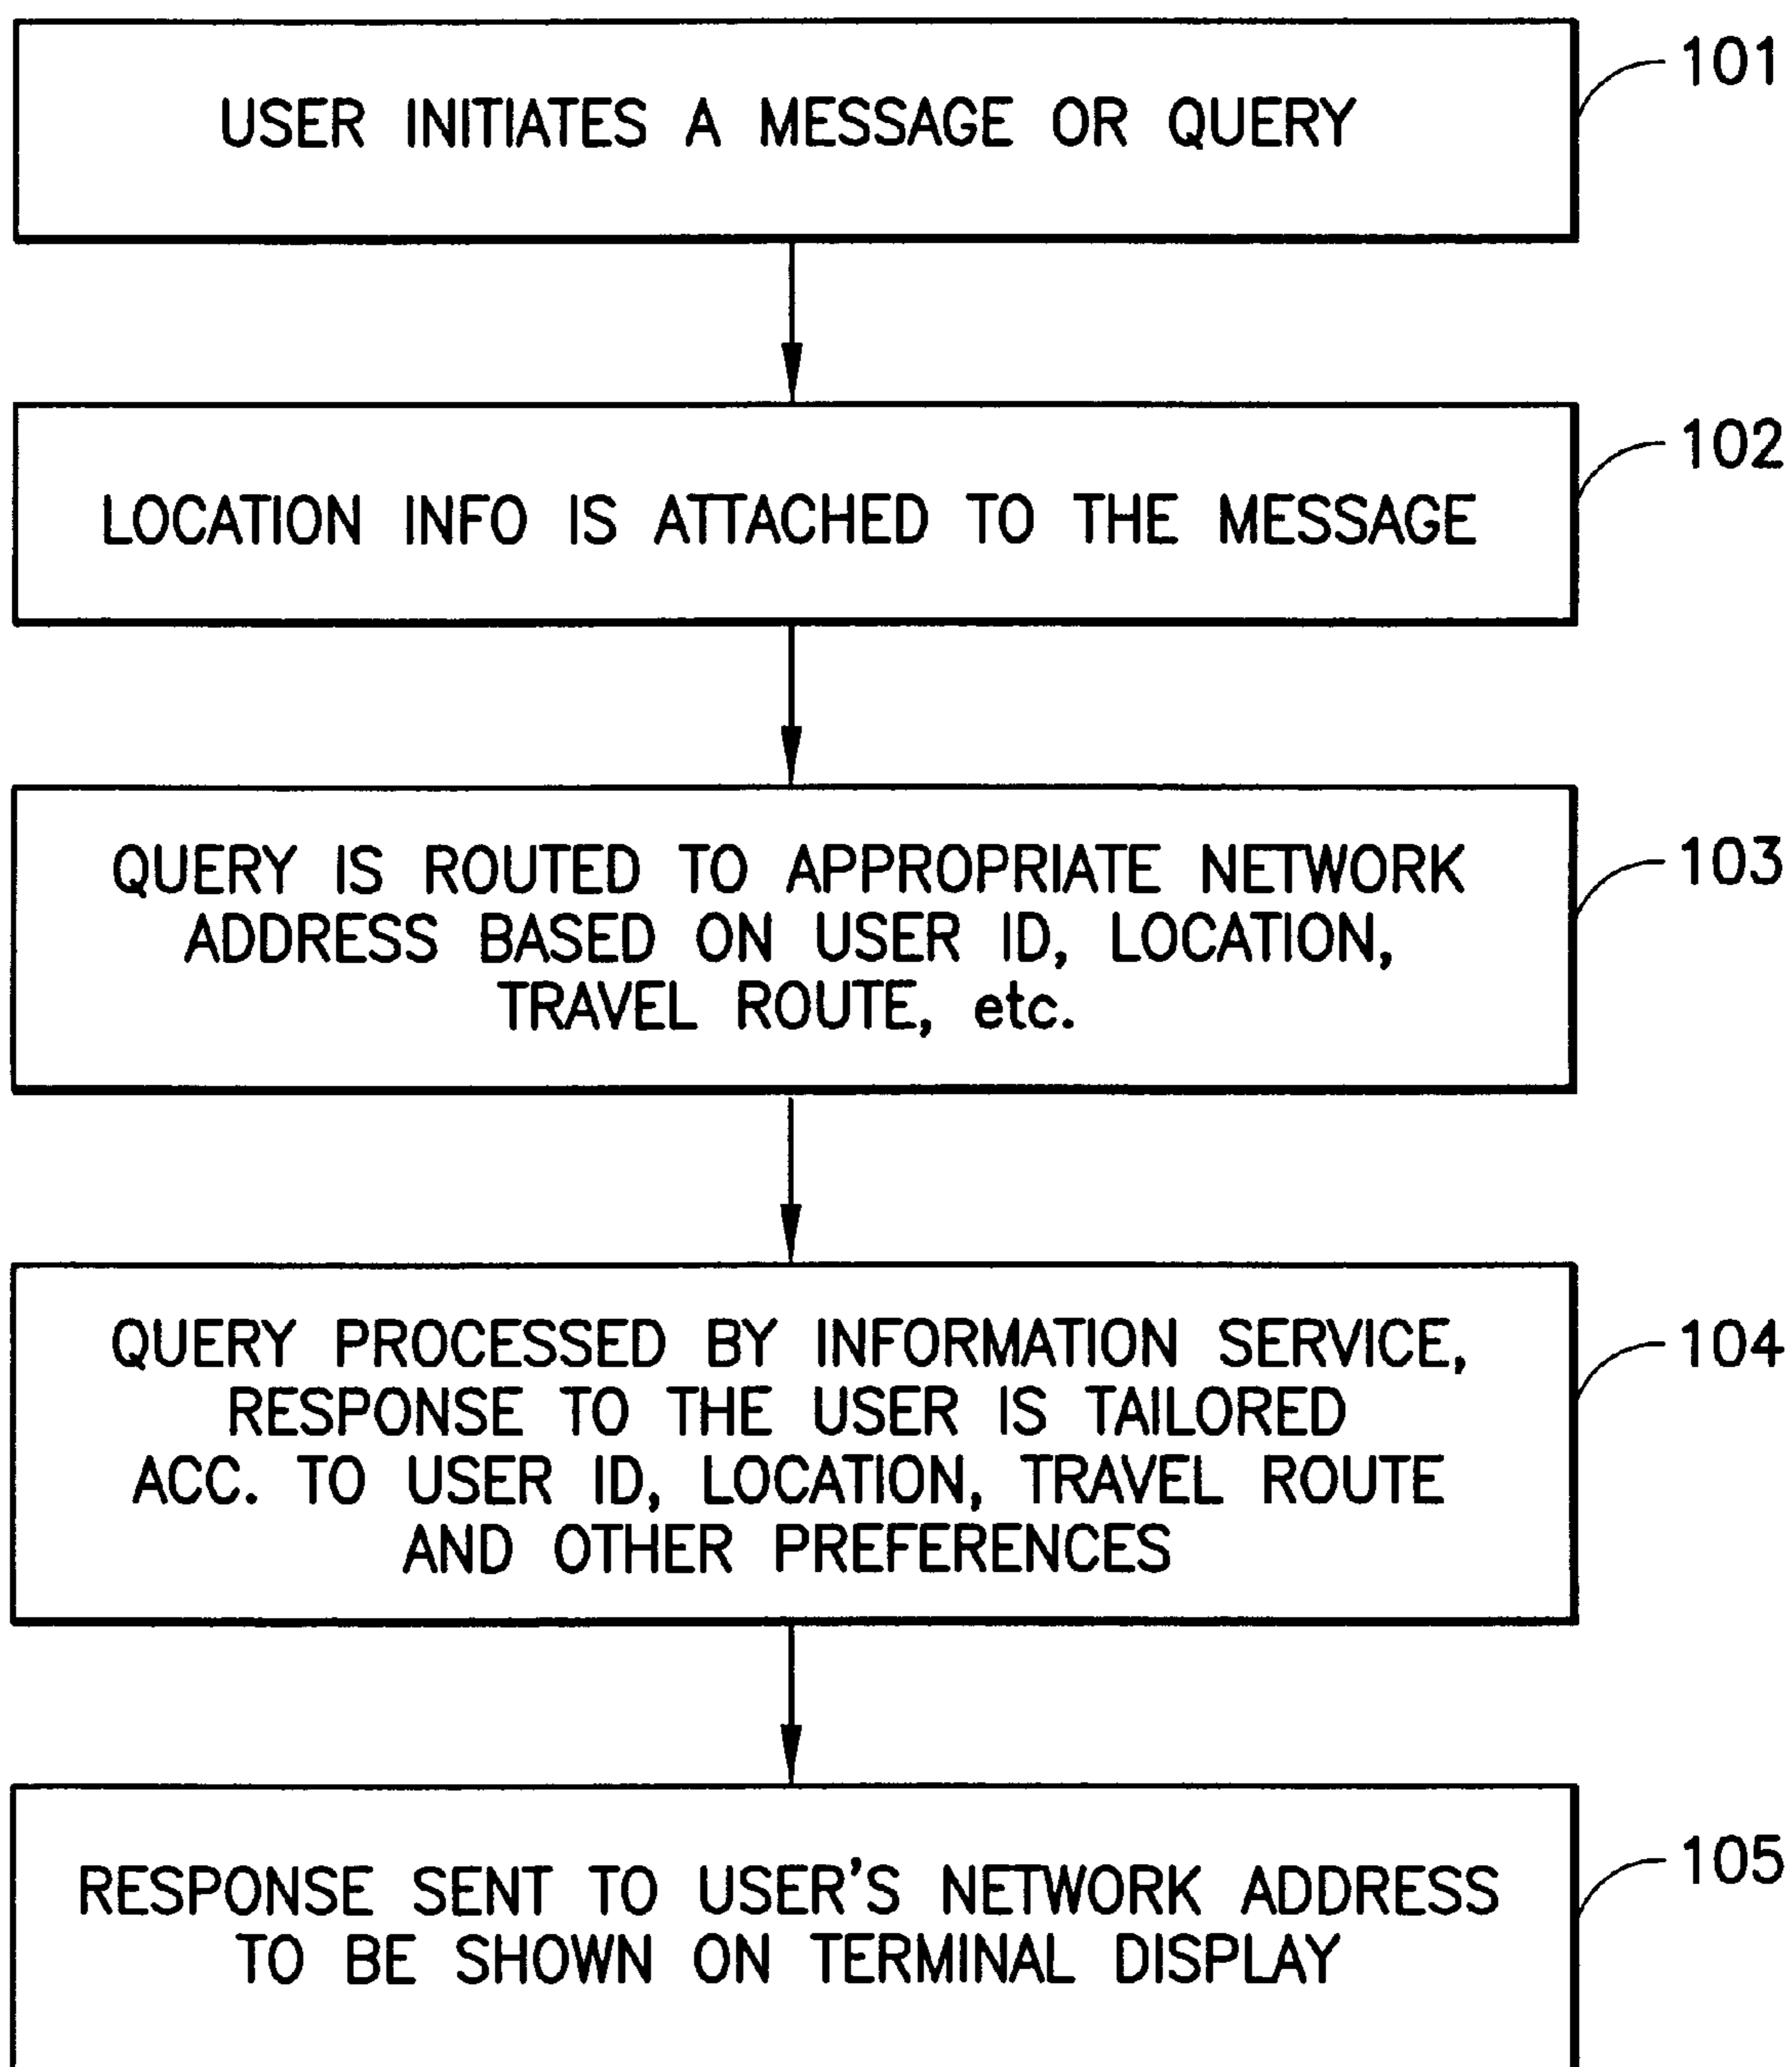 101
USER INITIATES A MESSAGE OR QUERY
102
LOCATION INFO IS ATTACHED TO THE MESSAGE
103
QUERY IS ROUTED TO APPROPRIATE NETWORK
ADDRESS BASED ON USER ID, LOCATION,
TRAVEL ROUTE, etc.
104
QUERY PROCESSED BY INFORMATION SERVICE,
RESPONSE TO THE USER IS TAILORED
ACC. TO USER ID, LOCATION, TRAVEL ROUTE
AND OTHER PREFERENCES
105
RESPONSE SENT TO USER'S NETWORK ADDRESS
TO BE SHOWN ON TERMINAL DISPLAY